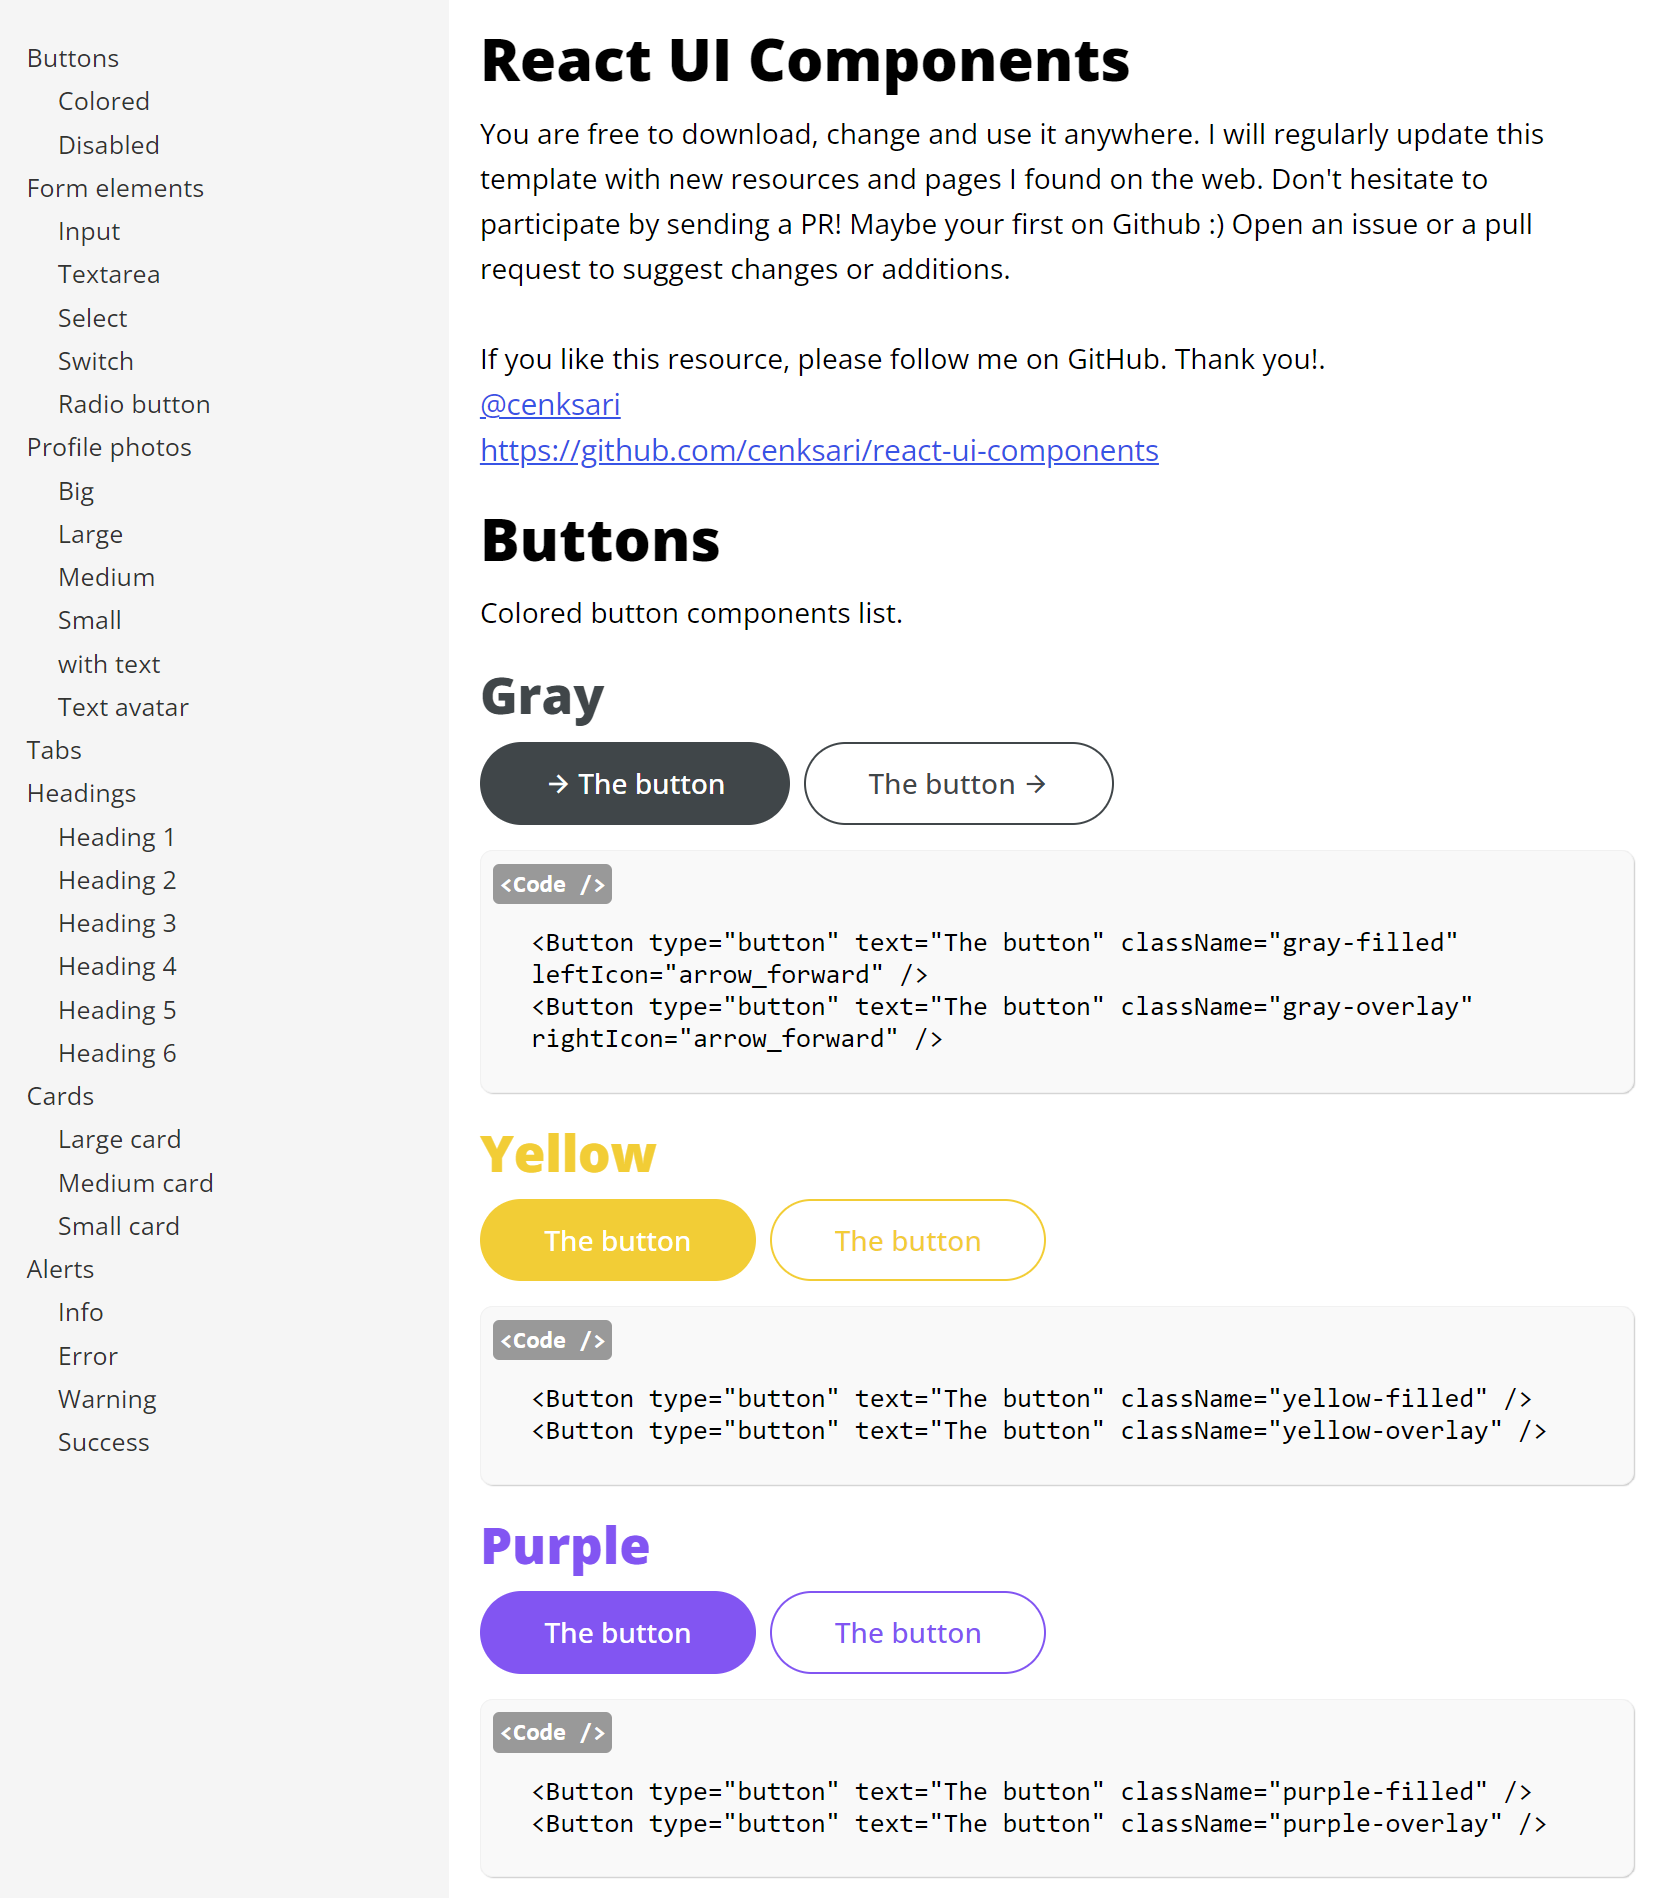 Buttons
Colored
Disabled
Form elements
Input
Textarea
Select
Switch
Radio button
Profile photos
Big
Large
Medium
Small
with text
Text avatar
Tabs
Headings
Heading 1
Heading 2
Heading 3
Heading 4
Heading 5
Heading 6
Cards
Large card
Medium card
Small card
Alerts
Info
Error
Warning
Success
React UI Components
You are free to download, change and use it anywhere. I will regularly update this
template with new resources and pages I found on the web. Don't hesitate to
participate by sending a PR! Maybe your first on Github :) Open an issue or a pull
request to suggest changes or additions.
If you like this resource, please follow me on GitHub. Thank you!.
@cenksari
https://github.com/cenksari/react-ui-components
Buttons
Colored button components list.
Gray
→ The button
The button →
<Code />
<Button type="button" text="The button" className="gray-filled"
leftIcon="arrow_forward" />
<Button type="button" text="The button" className="gray-overlay"
rightIcon="arrow_forward" />
Yellow
The button
The button
<Code />
<Button type="button" text="The button" className="yellow-filled" />
<Button type="button" text="The button" className="yellow-overlay" />
Purple
The button
The button
<Code />
<Button type="button" text="The button" className="purple-filled" />
<Button type="button" text="The button" className="purple-overlay" />